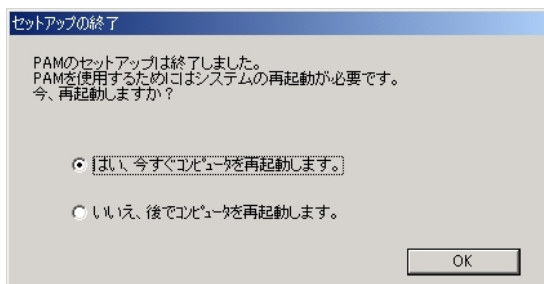 セットアップの終了
PAMのセットアップは終了しました。
PAMを使用するためにはシステムの再起動が必要です。
今、再起動しますか？
はい、今すぐｺﾝﾋﾟｭｰﾀを再起動します。
いいえ、後でｺﾝﾋﾟｭｰﾀを再起動します。
OK